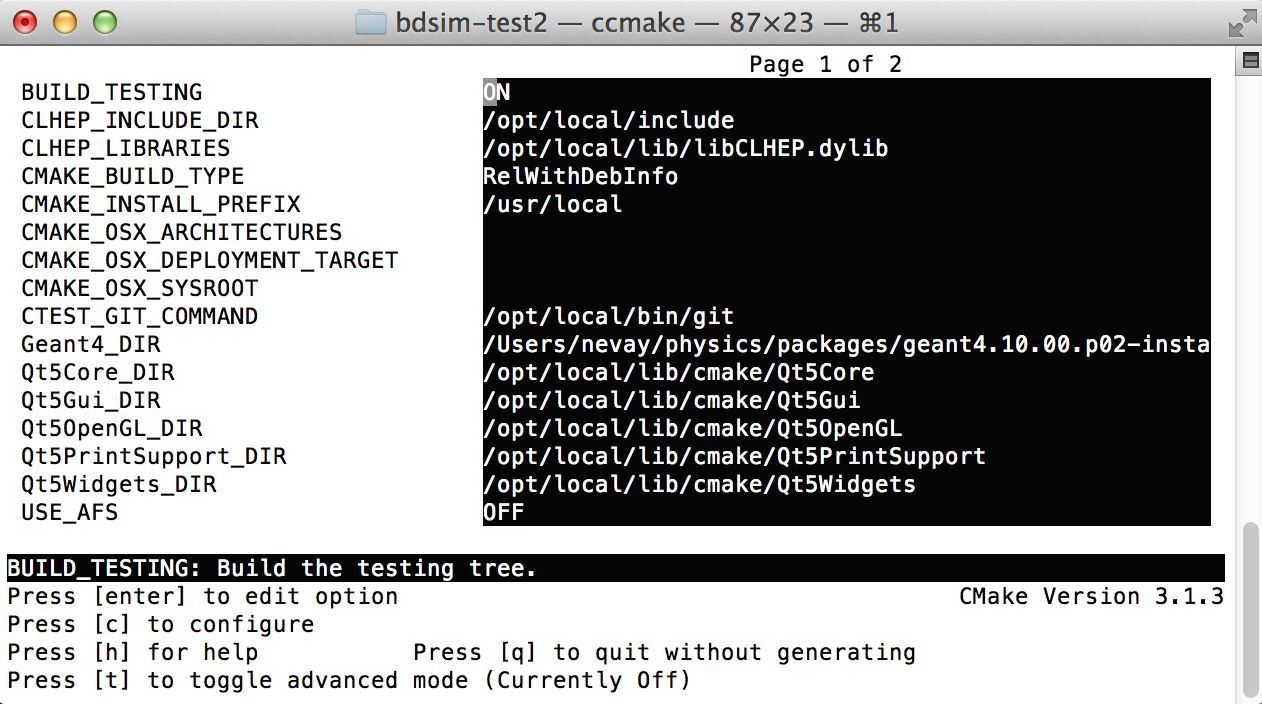 bdsim-test2 — ccmake — 87×23 — ⌘1
Page 1 of 2
BUILD_TESTING ON
CLHEP_INCLUDE_DIR /opt/local/include
CLHEP_LIBRARIES /opt/local/lib/libCLHEP.dylib
CMAKE_BUILD_TYPE RelWithDebInfo
CMAKE_INSTALL_PREFIX /usr/local
CMAKE_OSX_ARCHITECTURES
CMAKE_OSX_DEPLOYMENT_TARGET
CMAKE_OSX_SYSROOT
CTEST_GIT_COMMAND /opt/local/bin/git
Geant4_DIR /Users/nevay/physics/packages/geant4.10.00.p02-insta
Qt5Core_DIR /opt/local/lib/cmake/Qt5Core
Qt5Gui_DIR /opt/local/lib/cmake/Qt5Gui
Qt5OpenGL_DIR /opt/local/lib/cmake/Qt5OpenGL
Qt5PrintSupport_DIR /opt/local/lib/cmake/Qt5PrintSupport
Qt5Widgets_DIR /opt/local/lib/cmake/Qt5Widgets
USE_AFS OFF
BUILD_TESTING: Build the testing tree.
Press [enter] to edit option CMake Version 3.1.3
Press [c] to configure
Press [h] for help Press [q] to quit without generating
Press [t] to toggle advanced mode (Currently Off)